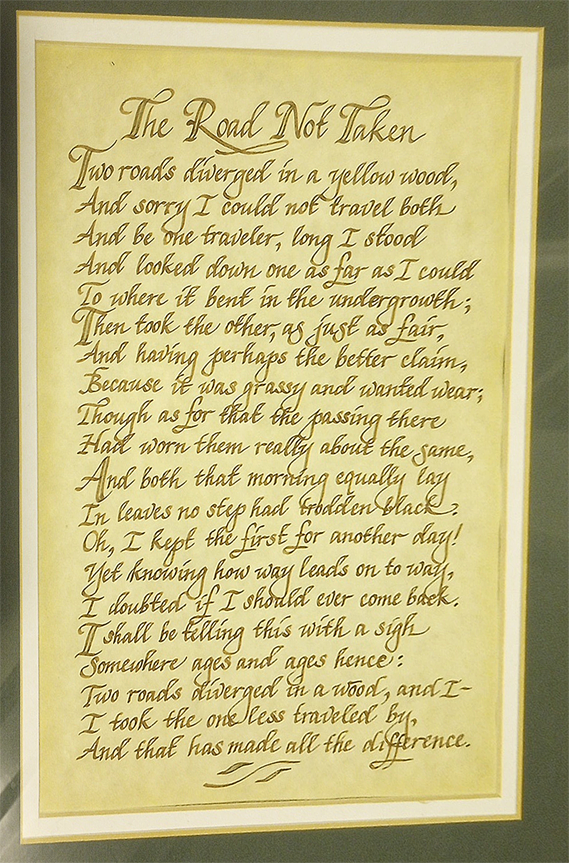 The Road Not Taken
Two roads diverged in a yellow wood,
And sorry I could not travel both
And be one traveler, long I stood
And looked down one as far as I could
To where it bent in the undergrowth;
Then took the other, as just as fair,
And having perhaps the better claim,
Because it was grassy and wanted wear;
Though as for that the passing there
Had worn them really about the same,
And both that morning equally lay
In leaves no step had trodden black.
Oh, I kept the first for another day!
Yet knowing how way leads on to way,
I doubted if I should ever come back.
I shall be telling this with a sigh
Somewhere ages and ages hence:
Two roads diverged in a wood, and I—
I took the one less traveled by,
And that has made all the difference.